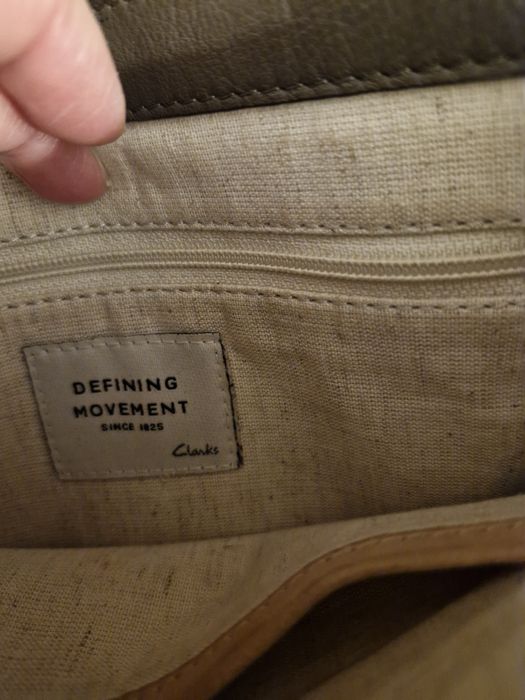 DEFINING
MOVEMENT
SINCE 1825
Clarks